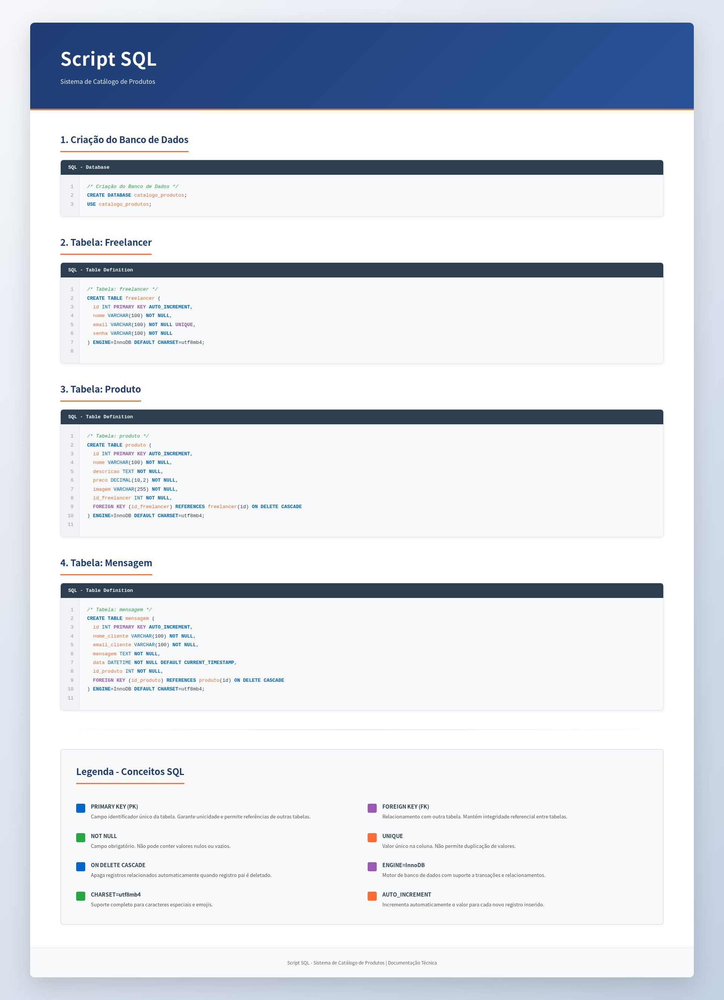 Script SQL
Sistema de Catálogo de Produtos
1. Criação do Banco de Dados
SQL - Database
1 /* Criação do Banco de Dados */
2 CREATE DATABASE catalogo_produtos;
3 USE catalogo_produtos;
2. Tabela: Freelancer
SQL - Table Definition
1 /* Tabela: freelancer */
2 CREATE TABLE freelancer (
3 id INT PRIMARY KEY AUTO_INCREMENT,
4 nome VARCHAR(100) NOT NULL,
5 email VARCHAR(100) NOT NULL UNIQUE,
6 senha VARCHAR(100) NOT NULL
7 ) ENGINE=InnoDB DEFAULT CHARSET=utf8mb4;
8
3. Tabela: Produto
SQL - Table Definition
1 /* Tabela: produto */
2 CREATE TABLE produto (
3 id INT PRIMARY KEY AUTO_INCREMENT,
4 nome VARCHAR(100) NOT NULL,
5 descricao TEXT NOT NULL,
6 preco DECIMAL(10,2) NOT NULL,
7 imagem VARCHAR(255) NOT NULL,
8 id_freelancer INT NOT NULL,
9 FOREIGN KEY (id_freelancer) REFERENCES freelancer(id) ON DELETE CASCADE
10 ) ENGINE=InnoDB DEFAULT CHARSET=utf8mb4;
11
4. Tabela: Mensagem
SQL - Table Definition
1 /* Tabela: mensagem */
2 CREATE TABLE mensagem (
3 id INT PRIMARY KEY AUTO_INCREMENT,
4 nome_cliente VARCHAR(100) NOT NULL,
5 email_cliente VARCHAR(100) NOT NULL,
6 mensagem TEXT NOT NULL,
7 data DATETIME NOT NULL DEFAULT CURRENT_TIMESTAMP,
8 id_produto INT NOT NULL,
9 FOREIGN KEY (id_produto) REFERENCES produto(id) ON DELETE CASCADE
10 ) ENGINE=InnoDB DEFAULT CHARSET=utf8mb4;
11
Legenda - Conceitos SQL
PRIMARY KEY (PK)
Campo identificador único da tabela. Garante unicidade e permite referências de outras tabelas.
FOREIGN KEY (FK)
Relacionamento com outra tabela. Mantém integridade referencial entre tabelas.
NOT NULL
Campo obrigatório. Não pode conter valores nulos ou vazios.
UNIQUE
Valor único na coluna. Não permite duplicação de valores.
ON DELETE CASCADE
Apaga registros relacionados automaticamente quando registro pai é deletado.
ENGINE=InnoDB
Motor de banco de dados com suporte a transações e relacionamentos.
CHARSET=utf8mb4
Suporte completo para caracteres especiais e emojis.
AUTO_INCREMENT
Incrementa automaticamente o valor para cada novo registro inserido.
Script SQL - Sistema de Catálogo de Produtos | Documentação Técnica